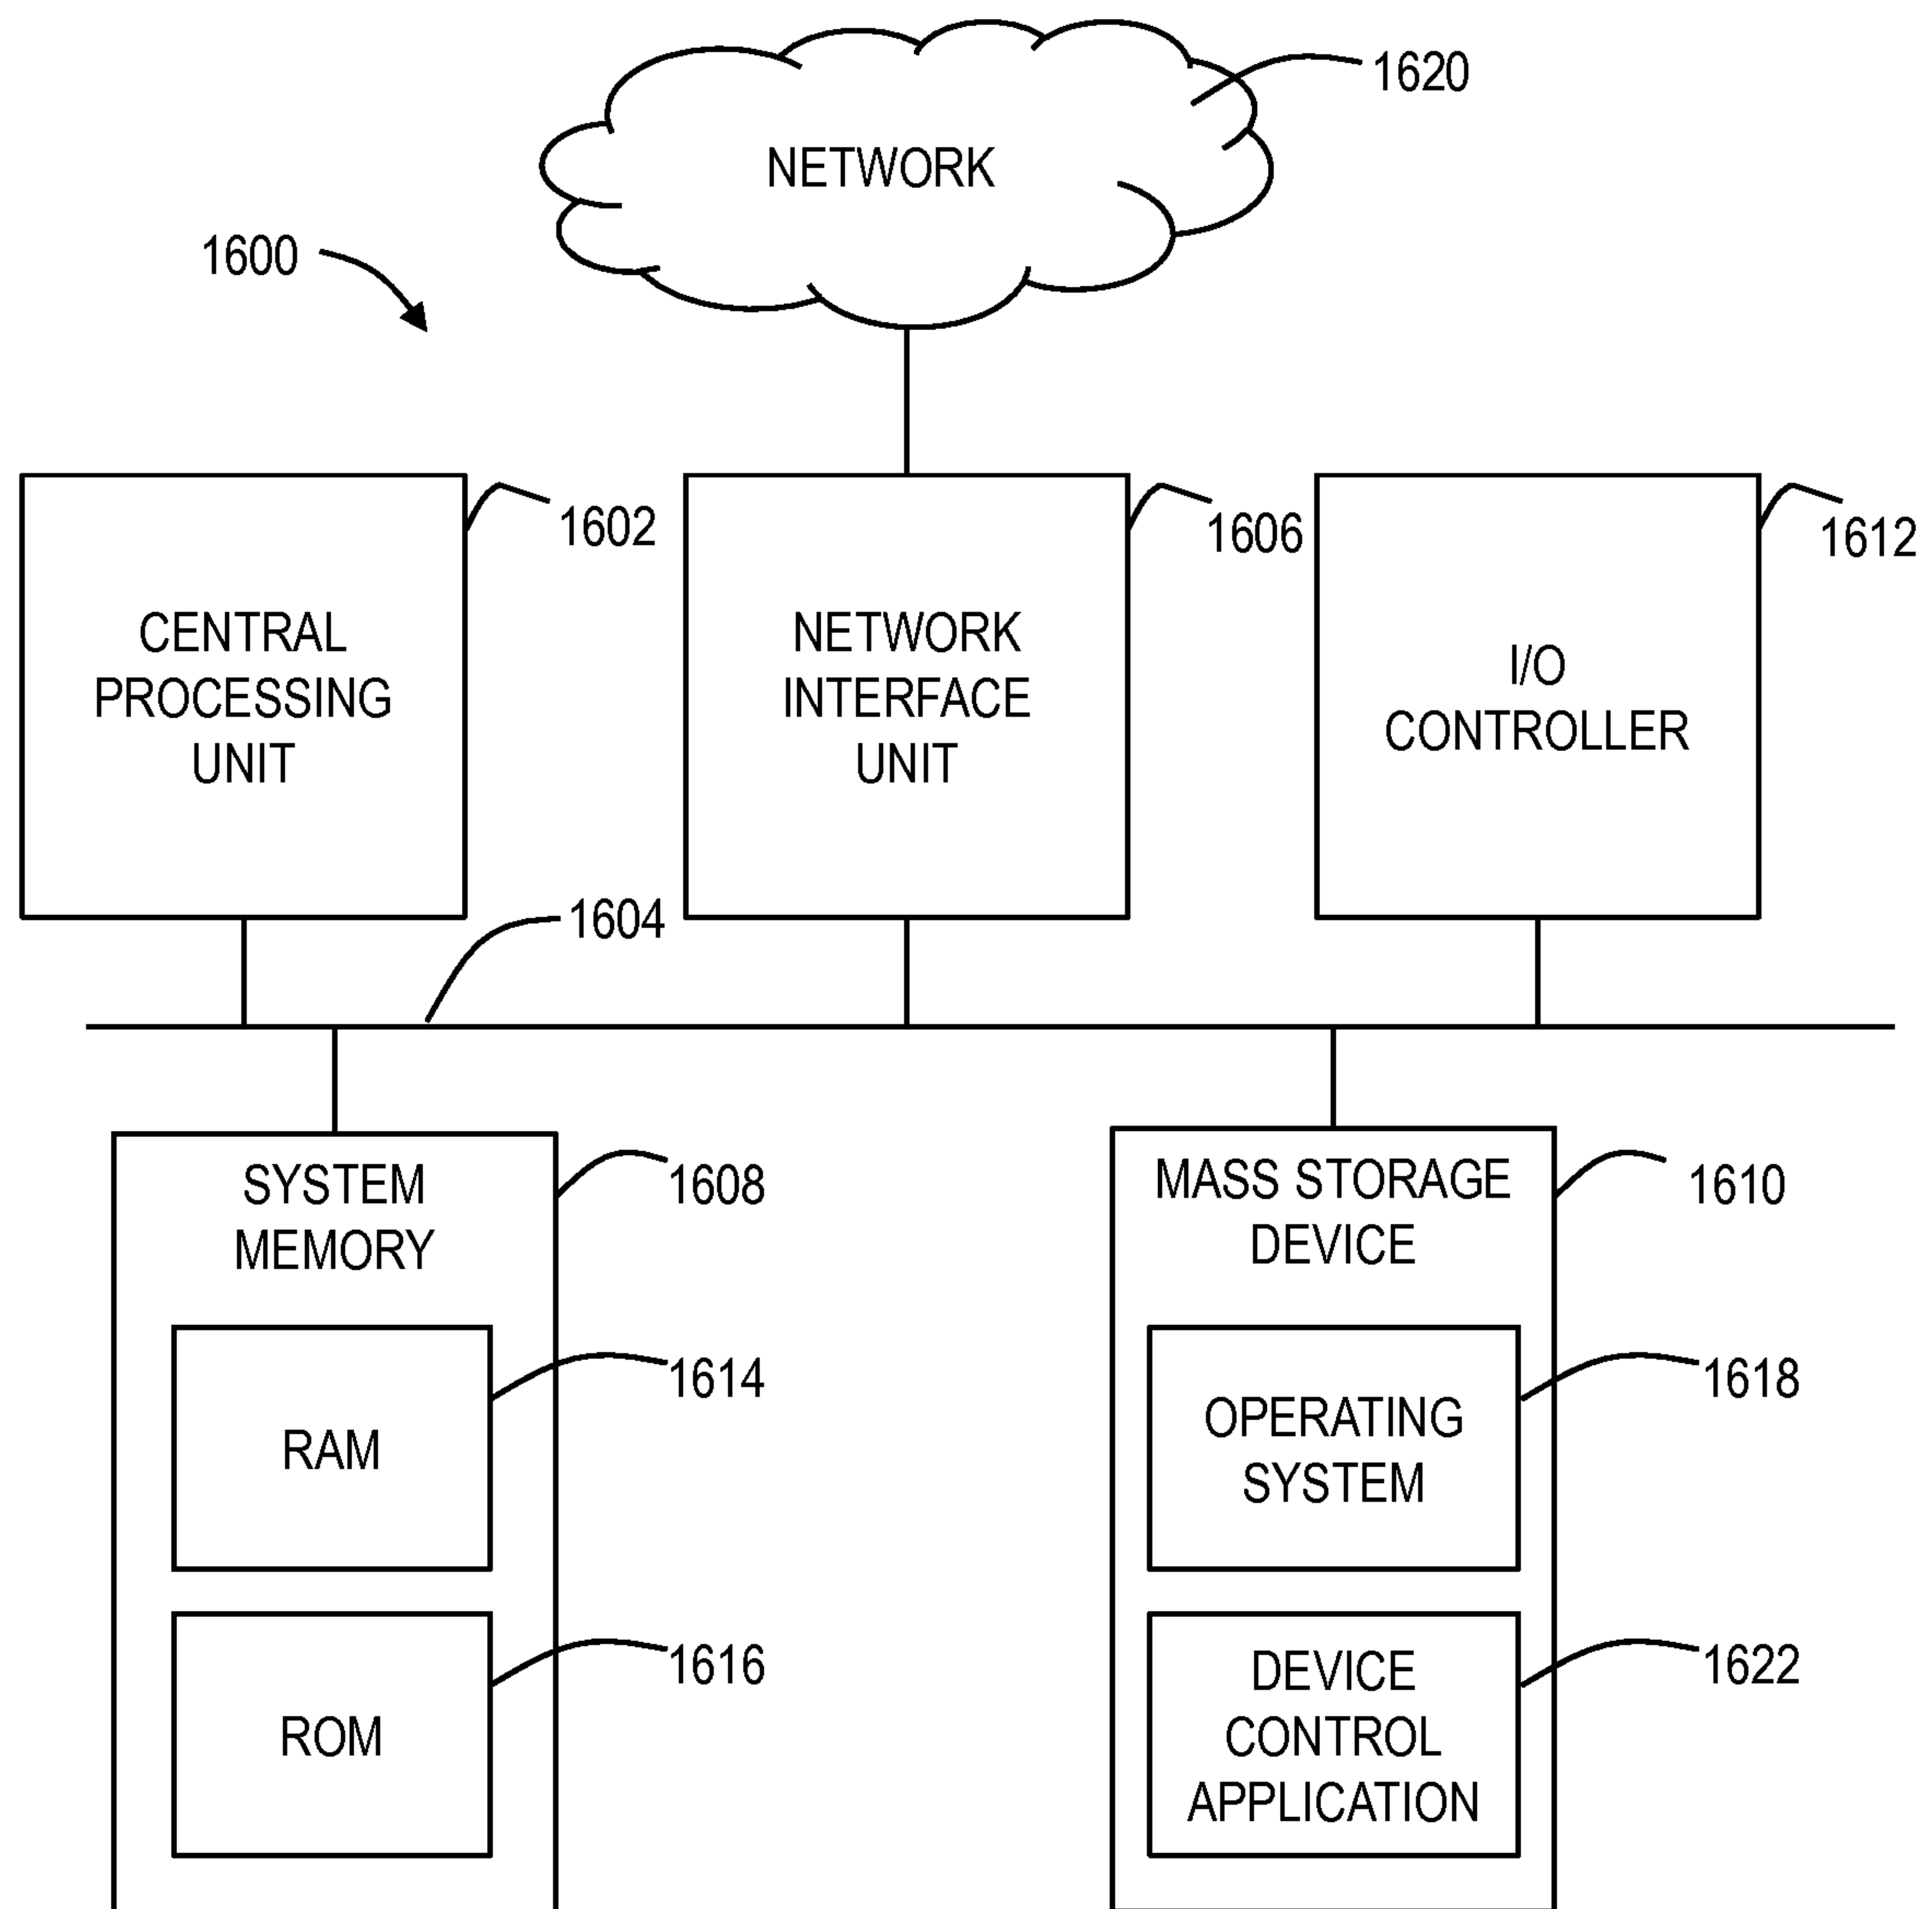 1620
NETWORK
1600
1602
1606
1612
CENTRAL
PROCESSING
UNIT
NETWORK
INTERFACE
UNIT
I/O
CONTROLLER
1604
SYSTEM
MEMORY
1608
MASS STORAGE
DEVICE
1610
RAM
1614
OPERATING
SYSTEM
1618
ROM
1616
DEVICE
CONTROL
APPLICATION
1622